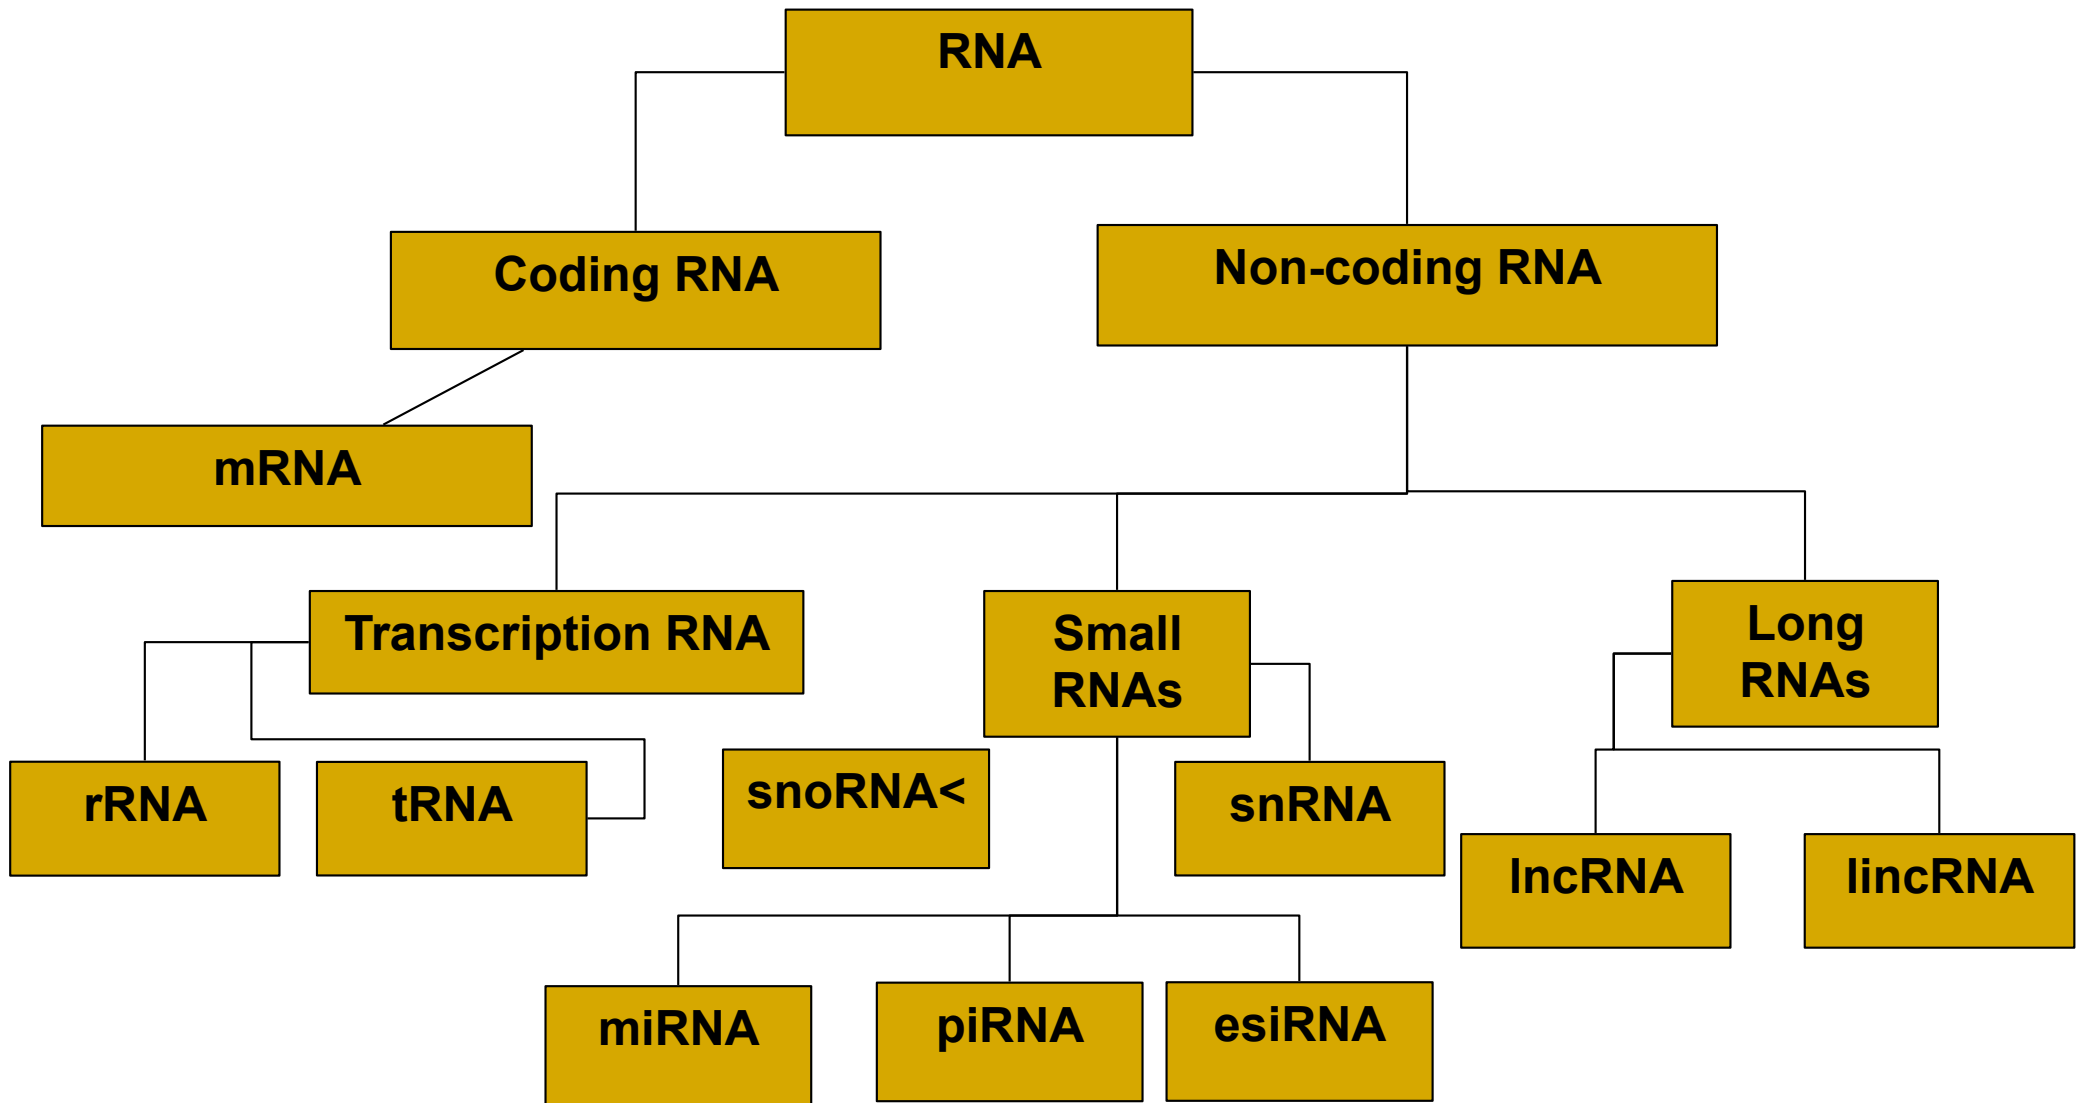 RNA
Coding RNA
Non-coding RNA
mRNA
Transcription RNA
Small
RNAs
Long
RNAs
rRNA
tRNA
snoRNA<
snRNA
lncRNA
lincRNA
miRNA
piRNA
esiRNA